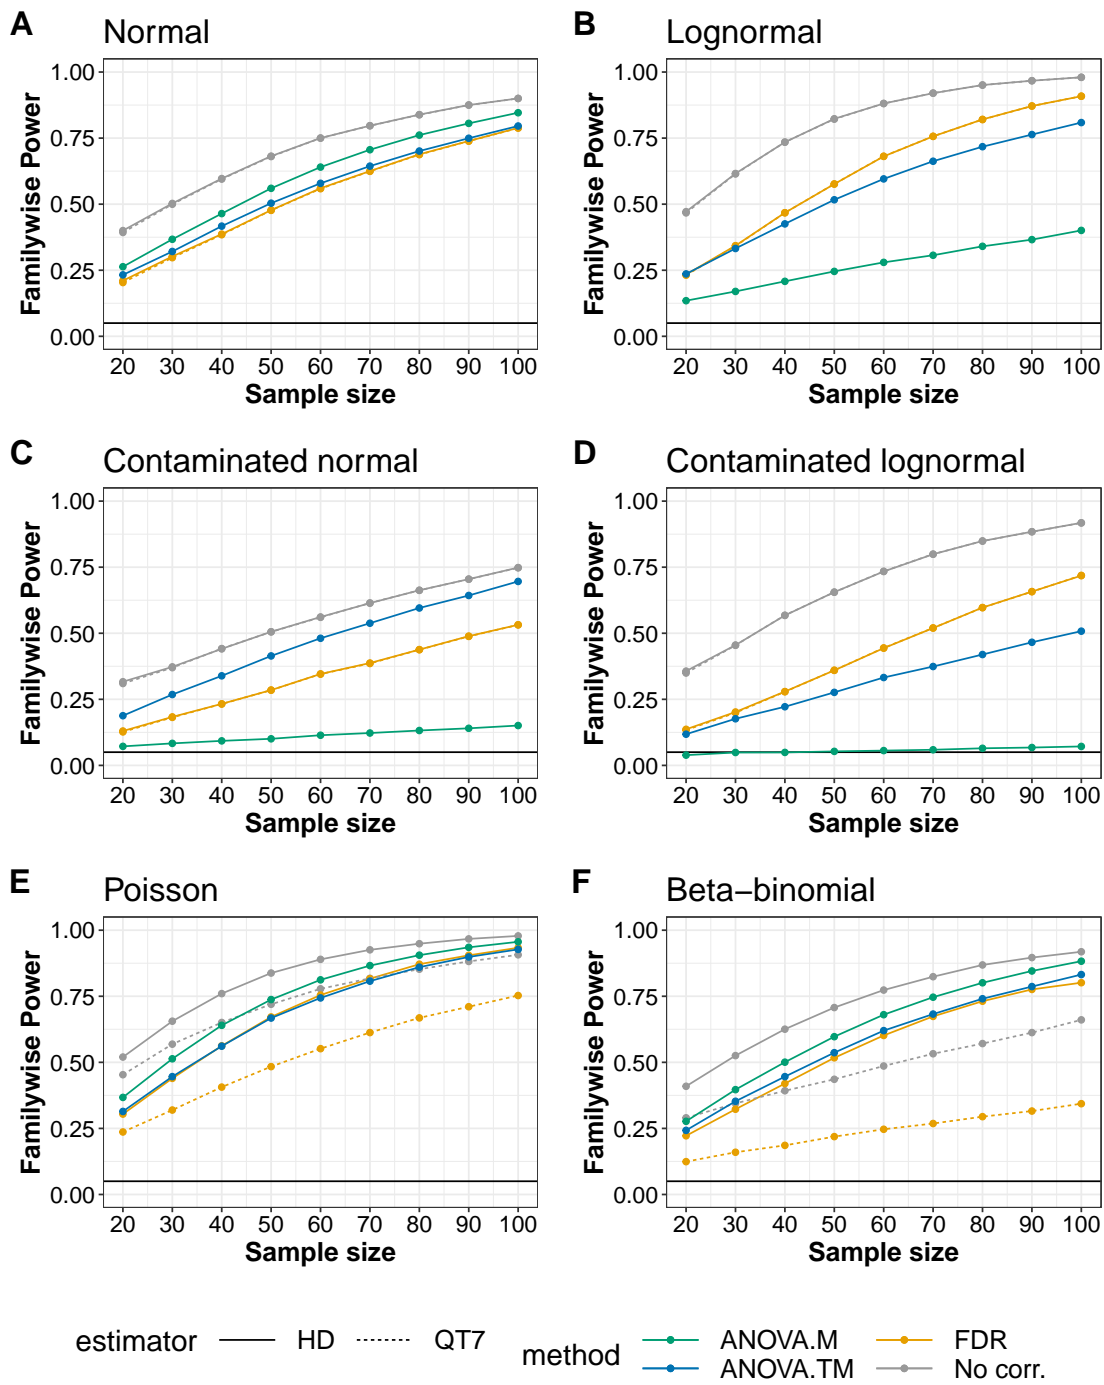 A Normal
Familywise Power
1.00
0.75
0.50
0.25
0.00
20 30 40 50 60 70 80 90 100
Sample size
B Lognormal
Familywise Power
1.00
0.75
0.50
0.25
0.00
20 30 40 50 60 70 80 90 100
Sample size
C Contaminated normal
Familywise Power
1.00
0.75
0.50
0.25
0.00
20 30 40 50 60 70 80 90 100
Sample size
D Contaminated lognormal
Familywise Power
1.00
0.75
0.50
0.25
0.00
20 30 40 50 60 70 80 90 100
Sample size
E Poisson
Familywise Power
1.00
0.75
0.50
0.25
0.00
20 30 40 50 60 70 80 90 100
Sample size
F Beta−binomial
Familywise Power
1.00
0.75
0.50
0.25
0.00
20 30 40 50 60 70 80 90 100
Sample size
estimator HD QT7
method ANOVA.M FDR
ANOVA.TM No corr.